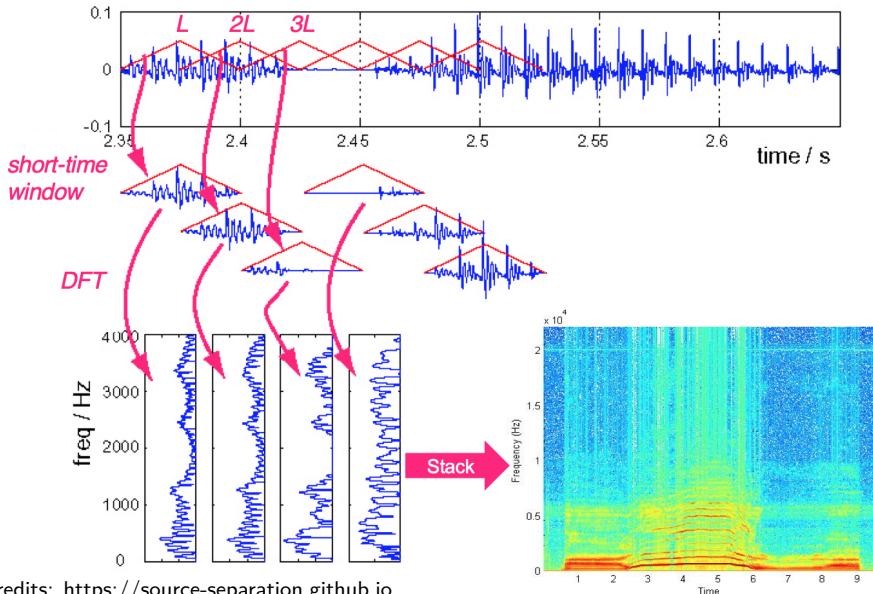 L 2L 3L
0.1
0
-0.1
2.35 2.4 2.45 2.5 2.55 2.6
time / s
short-time
window
DFT
4000
3000
2000
1000
0
freq / Hz
Stack
x 10⁴
2
1.5
1
0.5
0
Frequency (Hz)
1 2 3 4 5 6 7 8 9
Time
redits: https://source-separation.github.io